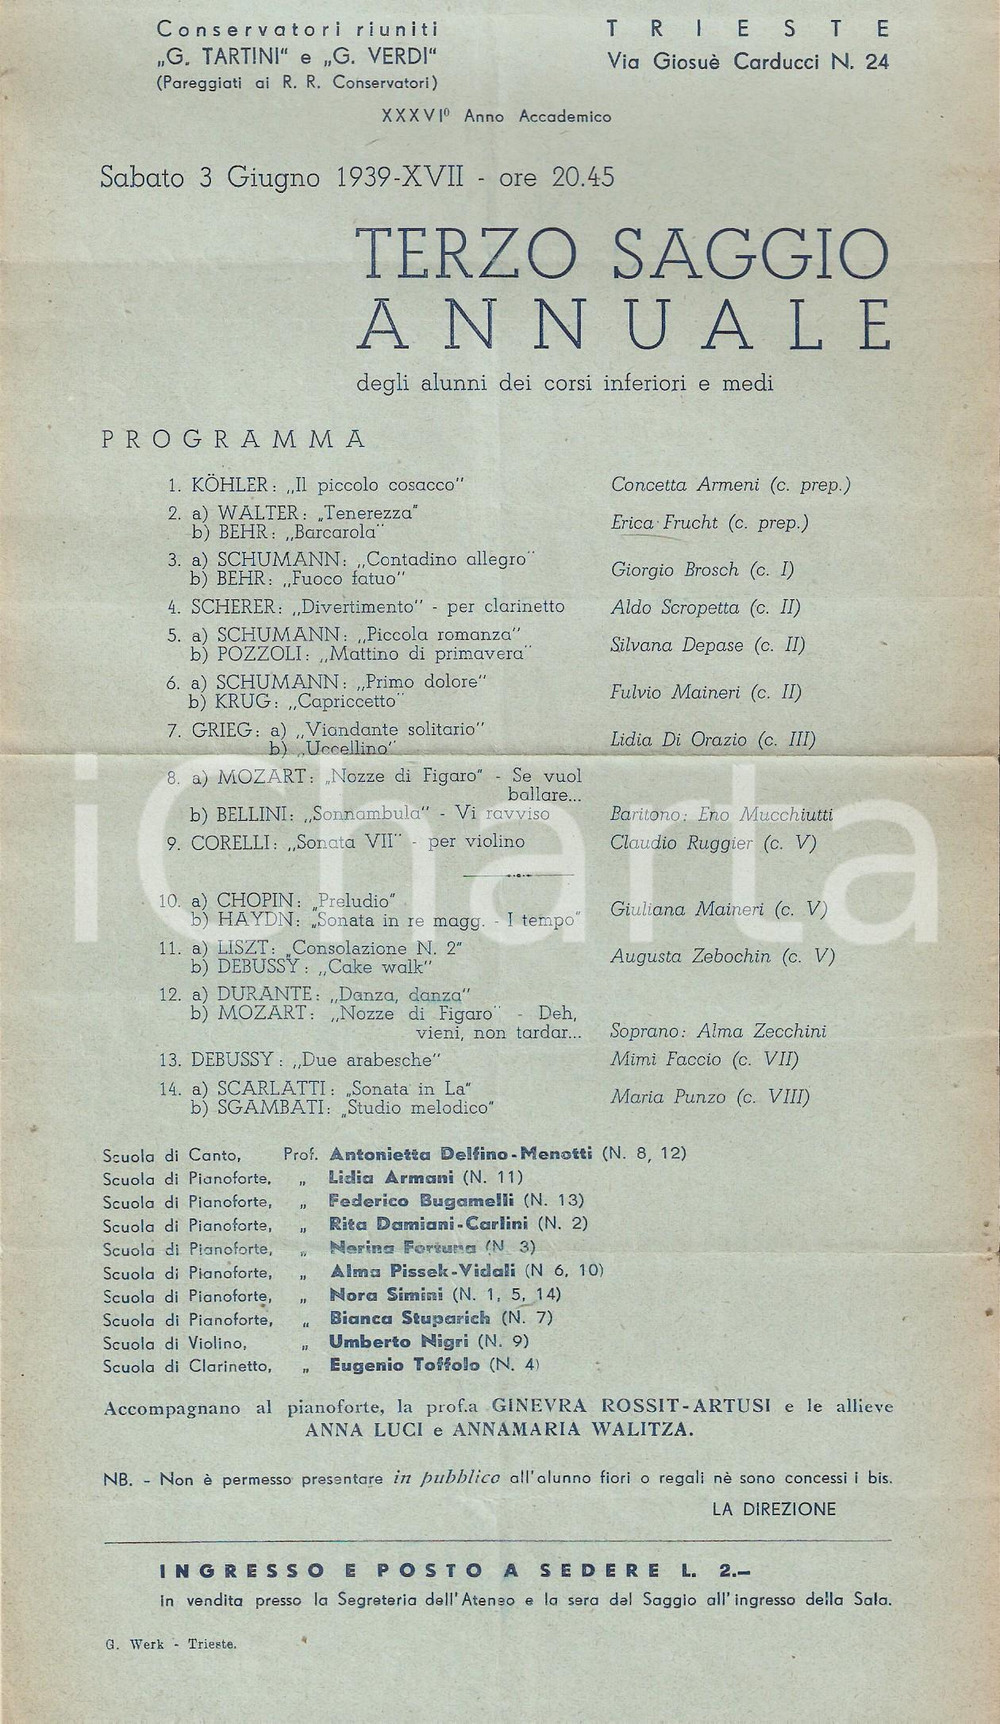 Conservatori riuniti
„G. TARTINI“ e „G. VERDI“
(Pareggiati ai R. R. Conservatori)
TRIESTE
Via Giosuè Carducci N. 24
XXXVI⁰ Anno Accademico
Sabato 3 Giugno 1939-XVII - ore 20.45
TERZO SAGGIO
ANNUALE
degli alunni dei corsi inferiori e medi
PROGRAMMA
1. KÖHLER: „Il piccolo cosacco“ Concetta Armeni (c. prep.)
2. a) WALTER: „Tenerezza“
b) BEHR: „Barcarola“ Erica Frucht (c. prep.)
3. a) SCHUMANN: „Contadino allegro“
b) BEHR: „Fuoco fatuo“ Giorgio Brosch (c. I)
4. SCHERER: „Divertimento“ - per clarinetto Aldo Scropetta (c. II)
5. a) SCHUMANN: „Piccola romanza“
b) POZZOLI: „Mattino di primavera“ Silvana Depase (c. II)
6. a) SCHUMANN: „Primo dolore“
b) KRUG: „Capriccetto“ Fulvio Maineri (c. II)
7. GRIEG: a) „Viandante solitario“
b) „Uccellino“ Lidia Di Orazio (c. III)
8. a) MOZART: „Nozze di Figaro“ - Se vuol
ballare...
b) BELLINI: „Sonnambula“ - Vi ravviso Baritono: Eno Mucchiutti
9. CORELLI: „Sonata VII“ - per violino Claudio Ruggier (c. V)
10. a) CHOPIN: „Preludio“
b) HAYDN: „Sonata in re magg. - I tempo“ Giuliana Maineri (c. V)
11. a) LISZT: „Consolazione N. 2“
b) DEBUSSY: „Cake walk“ Augusta Zebochin (c. V)
12. a) DURANTE: „Danza, danza“
b) MOZART: „Nozze di Figaro“ - Deh,
vieni, non tardar... Soprano: Alma Zecchini
13. DEBUSSY: „Due arabesche“ Mimì Faccio (c. VII)
14. a) SCARLATTI: „Sonata in La“
b) SGAMBATI: „Studio melodico“ Maria Punzo (c. VIII)
Scuola di Canto, Prof. Antonietta Delfino-Menotti (N. 8, 12)
Scuola di Pianoforte, „ Lidia Armani (N. 11)
Scuola di Pianoforte, „ Federico Bugamelli (N. 13)
Scuola di Pianoforte, „ Rita Damiani-Carlini (N. 2)
Scuola di Pianoforte, „ Nerina Fortuna (N. 3)
Scuola di Pianoforte, „ Alma Pissek-Vidali (N 6, 10)
Scuola di Pianoforte, „ Nora Simini (N. 1, 5, 14)
Scuola di Pianoforte, „ Bianca Stuparich (N. 7)
Scuola di Violino, „ Umberto Nigri (N. 9)
Scuola di Clarinetto, „ Eugenio Toffolo (N. 4)
Accompagnano al pianoforte, la prof.a GINEVRA ROSSIT-ARTUSI e le allieve
ANNA LUCI e ANNAMARIA WALITZA.
NB. - Non è permesso presentare in pubblico all'alunno fiori o regali nè sono concessi i bis.
LA DIREZIONE
INGRESSO E POSTO A SEDERE L. 2.—
in vendita presso la Segreteria dell'Ateneo e la sera del Saggio all'ingresso della Sala.
G. Werk - Trieste.
iCharta